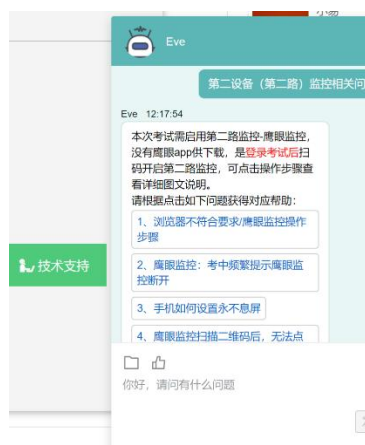 Eve
第二设备（第二路）监控相关问
Eve 12:17:54
本次考试需启用第二路监控-鹰眼监控，
没有鹰眼app供下载，是登录考试后扫
码开启第二路监控，可点击操作步骤查
看详细图文说明。
请根据点击如下问题获得对应帮助：
1、浏览器不符合要求/鹰眼监控操作
步骤
技术支持
2、鹰眼监控：考中频繁提示鹰眼监
控断开
3、手机如何设置永不息屏
4、鹰眼监控扫描二维码后，无法点
你好，请问有什么问题